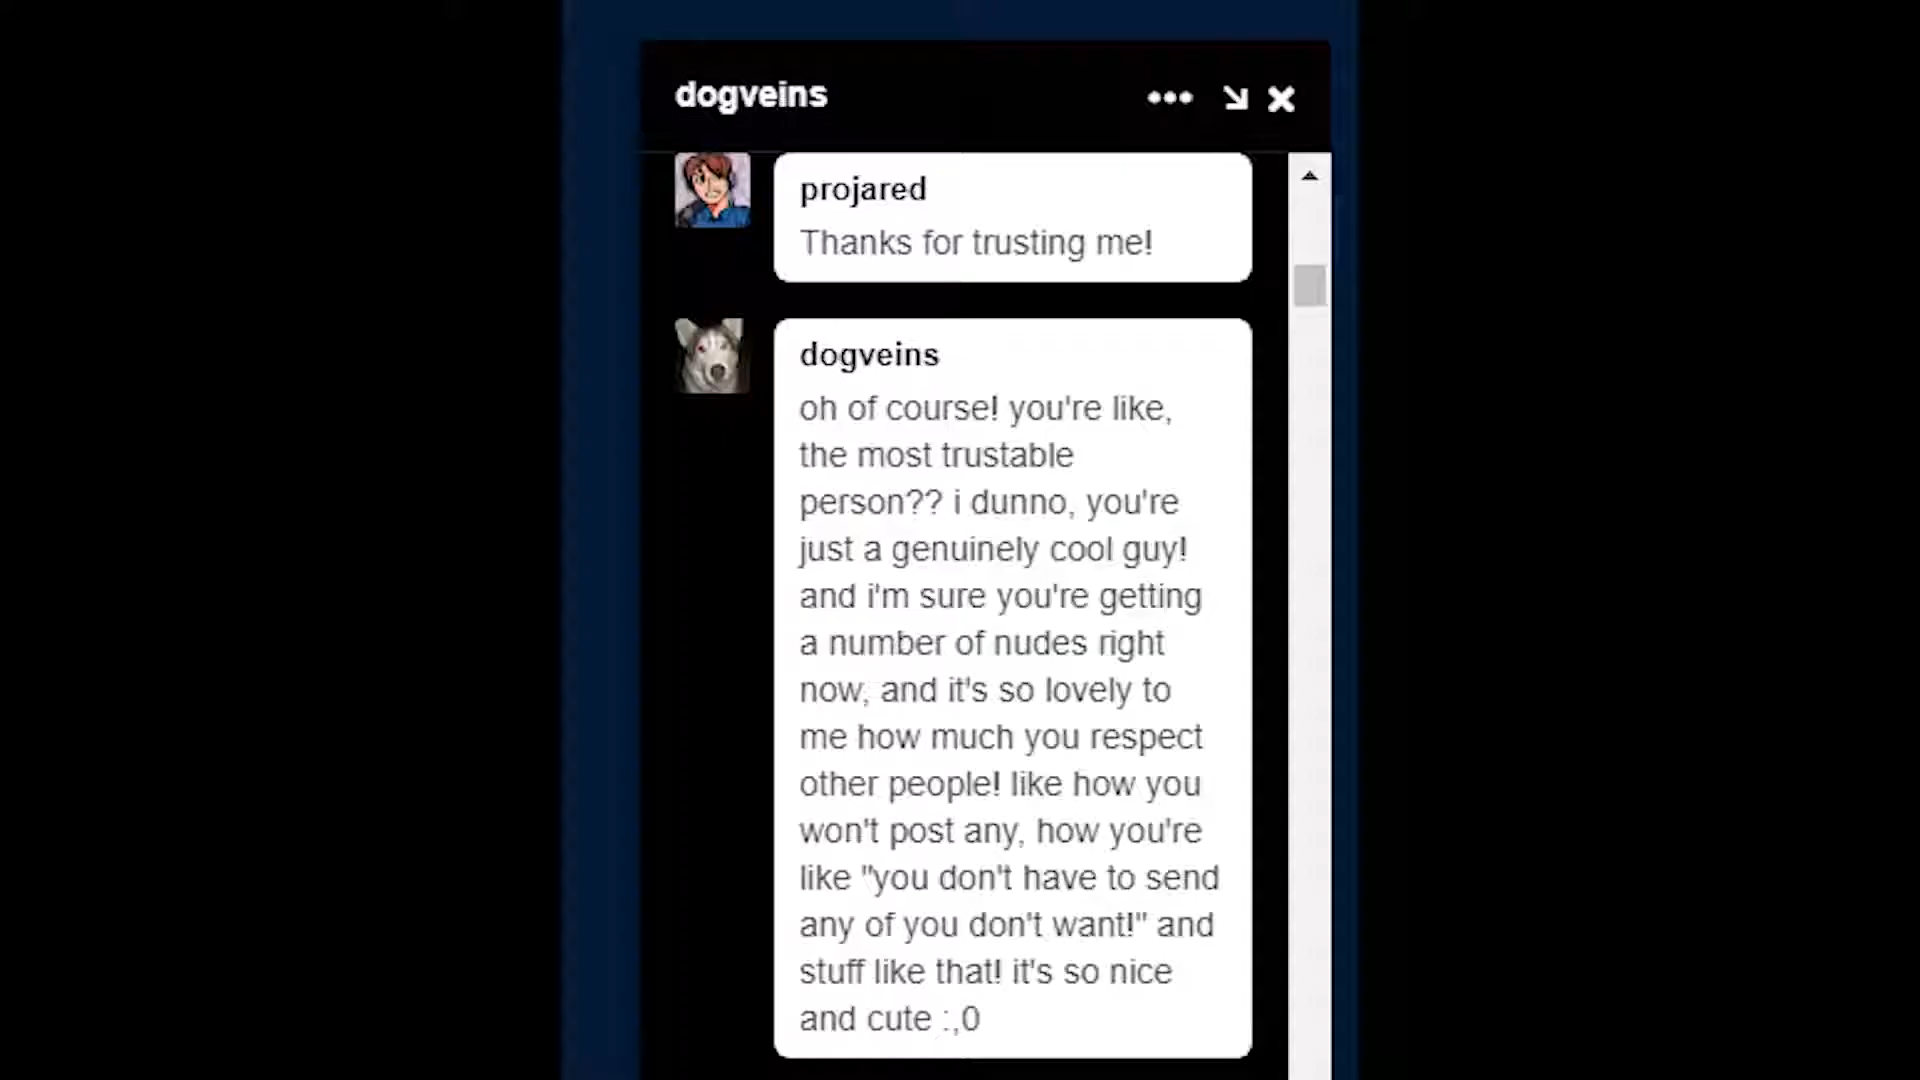 dogveins
projared
Thanks for trusting me!
dogveins
oh of course! you're like,
the most trustable
person?? i dunno, you're
just a genuinely cool guy!
and i'm sure you're getting
a number of nudes right
now, and it's so lovely to
me how much you respect
other people! like how you
won't post any, how you're
like "you don't have to send
any of you don't want!" and
stuff like that! it's so nice
and cute :,0